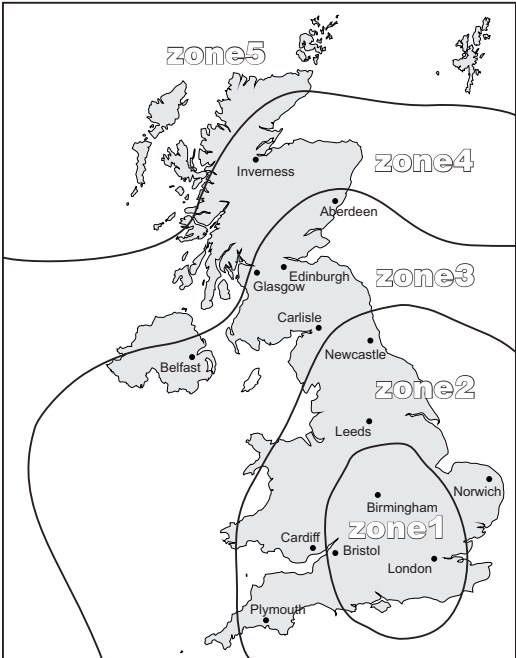 zone5
zone4
Inverness
Aberdeen
zone3
Edinburgh
Glasgow
Carlisle
Newcastle
Belfast
zone2
Leeds
Norwich
Birmingham
zone1
Cardiff
Bristol
London
Plymouth